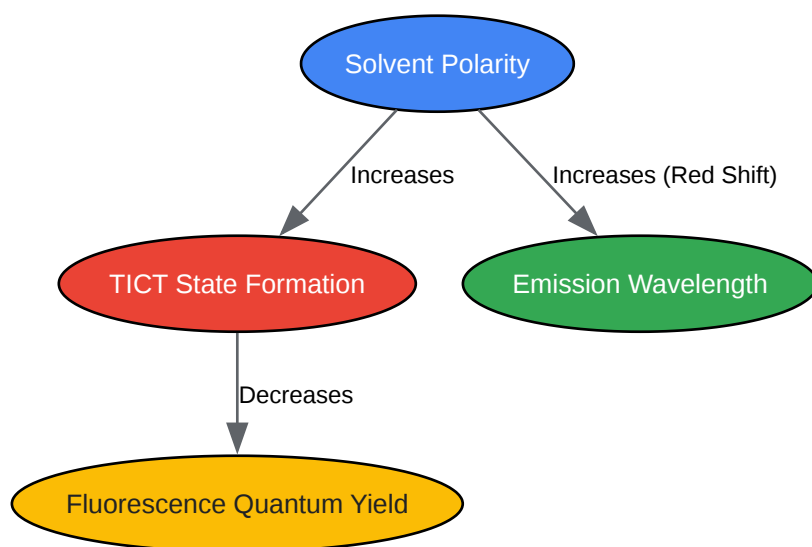 Solvent Polarity
Increases
Increases (Red Shift)
TICT State Formation
Emission Wavelength
Decreases
Fluorescence Quantum Yield